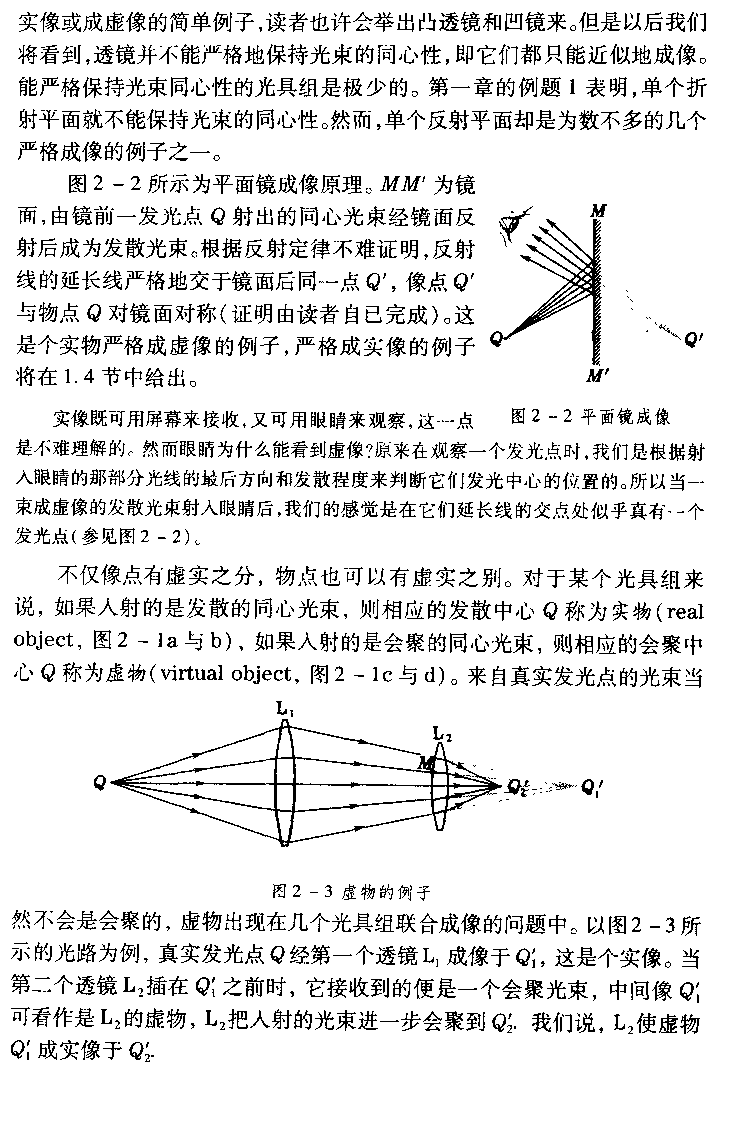 实像或成虚像的简单例子,读者也许会举出凸透镜和凹镜来。但是以后我们
将看到,透镜并不能严格地保持光束的同心性,即它们都只能近似地成像。
能严格保持光束同心性的光具组是极少的。第一章的例题 1 表明,单个折
射平面就不能保持光束的同心性。然而,单个反射平面却是为数不多的几个
严格成像的例子之一。
图 2 - 2 所示为平面镜成像原理。MM′ 为镜
面,由镜前一发光点 Q 射出的同心光束经镜面反
射后成为发散光束。根据反射定律不难证明,反射
线的延长线严格地交于镜面后同一点 Q′, 像点 Q′
与物点 Q 对镜面对称(证明由读者自已完成)。这
是个实物严格成虚像的例子,严格成实像的例子
将在 1.4 节中给出。
M
Q
Q′
M′
图 2 - 2 平面镜成像
实像既可用屏幕来接收,又可用眼睛来观察,这一点
是不难理解的。然而眼睛为什么能看到虚像?原来在观察一个发光点时,我们是根据射
入眼睛的那部分光线的最后方向和发散程度来判断它们发光中心的位置的。所以当一
束成虚像的发散光束射入眼睛后,我们的感觉是在它们延长线的交点处似乎真有一个
发光点(参见图 2 - 2)。
不仅像点有虚实之分, 物点也可以有虚实之别。对于某个光具组来
说, 如果入射的是发散的同心光束, 则相应的发散中心 Q 称为实物(real
object, 图 2 - 1a 与 b), 如果入射的是会聚的同心光束, 则相应的会聚中
心 Q 称为虚物(virtual object, 图 2 - 1c 与 d)。来自真实发光点的光束当
L₁
L₂
M
Q
Q₂′
Q₁′
图 2 - 3 虚物的例子
然不会是会聚的, 虚物出现在几个光具组联合成像的问题中。以图 2 - 3 所
示的光路为例, 真实发光点 Q 经第一个透镜 L₁ 成像于 Q₁′, 这是个实像。当
第二个透镜 L₂插在 Q₁′ 之前时, 它接收到的便是一个会聚光束, 中间像 Q₁′
可看作是 L₂的虚物, L₂把入射的光束进一步会聚到 Q₂′. 我们说, L₂使虚物
Q₁′ 成实像于 Q₂′.